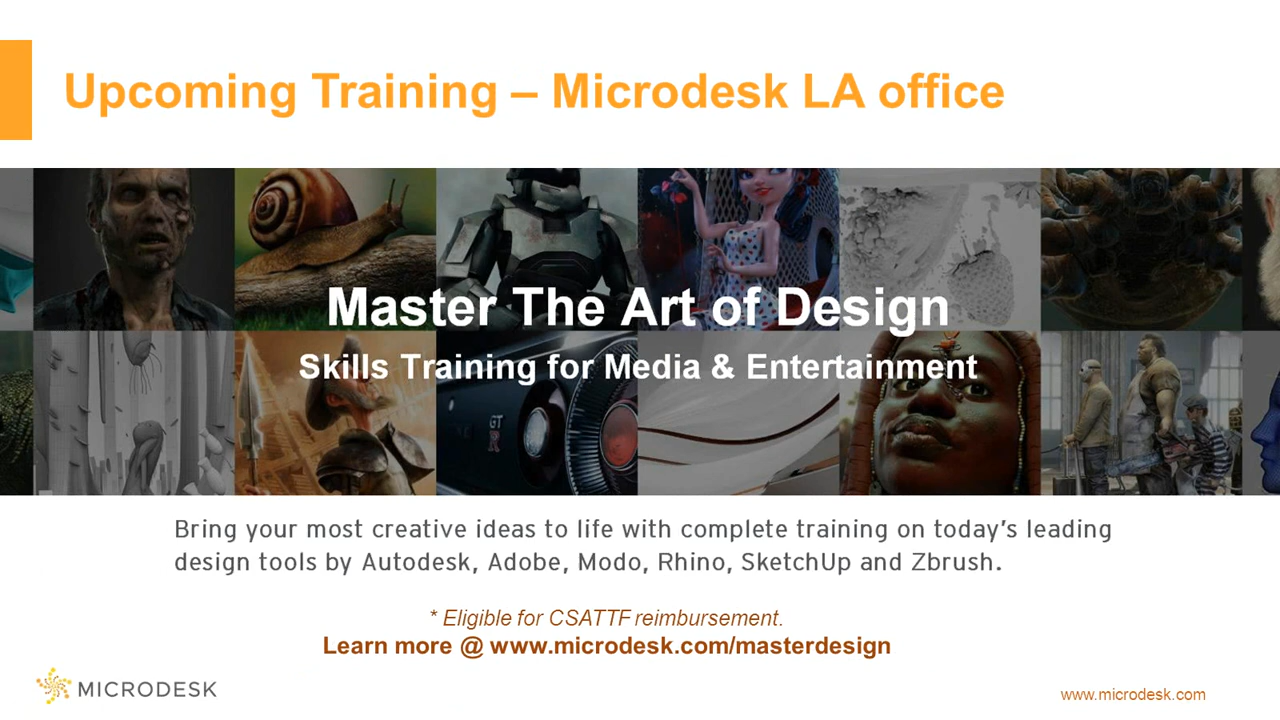 Upcoming Training – Microdesk LA office
Master The Art of Design
Skills Training for Media & Entertainment
GT
R
Bring your most creative ideas to life with complete training on today's leading
design tools by Autodesk, Adobe, Modo, Rhino, SketchUp and Zbrush.
* Eligible for CSATTF reimbursement.
Learn more @ www.microdesk.com/masterdesign
MICRODESK
www.microdesk.com